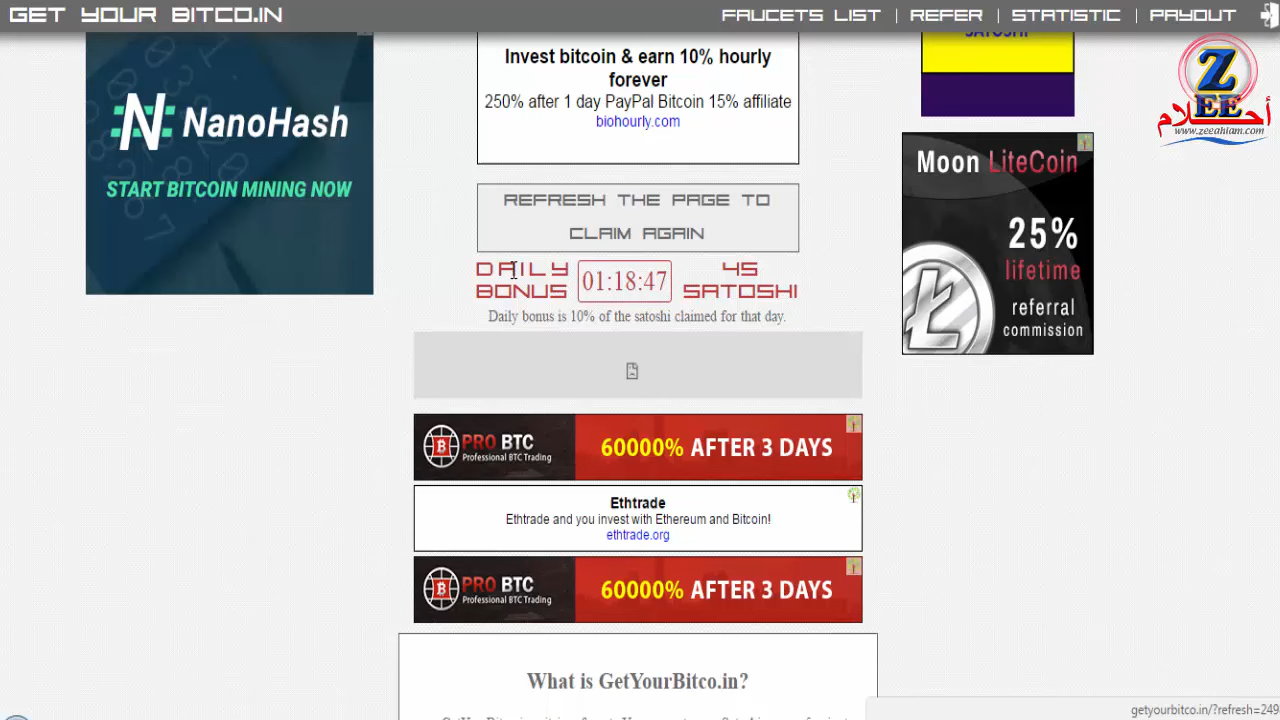 GET YOUR BITCO.IN
FAUCETS LIST | REFER | STATISTIC | PAYOUT
NanoHash
START BITCOIN MINING NOW
Invest bitcoin & earn 10% hourly
forever
250% after 1 day PayPal Bitcoin 15% affiliate
biohourly.com
SATOSHI
Z
EE
أحلام
www.zeeahlam.com
REFRESH THE PAGE TO
CLAIM AGAIN
DAILY
BONUS
01:18:47
45
SATOSHI
Daily bonus is 10% of the satoshi claimed for that day.
Moon LiteCoin
25%
lifetime
referral
commission
PRO BTC
Professional BTC Trading
60000% AFTER 3 DAYS
Ethtrade
Ethtrade and you invest with Ethereum and Bitcoin!
ethtrade.org
PRO BTC
Professional BTC Trading
60000% AFTER 3 DAYS
What is GetYourBitco.in?
getyourbitco.in/?refresh=249